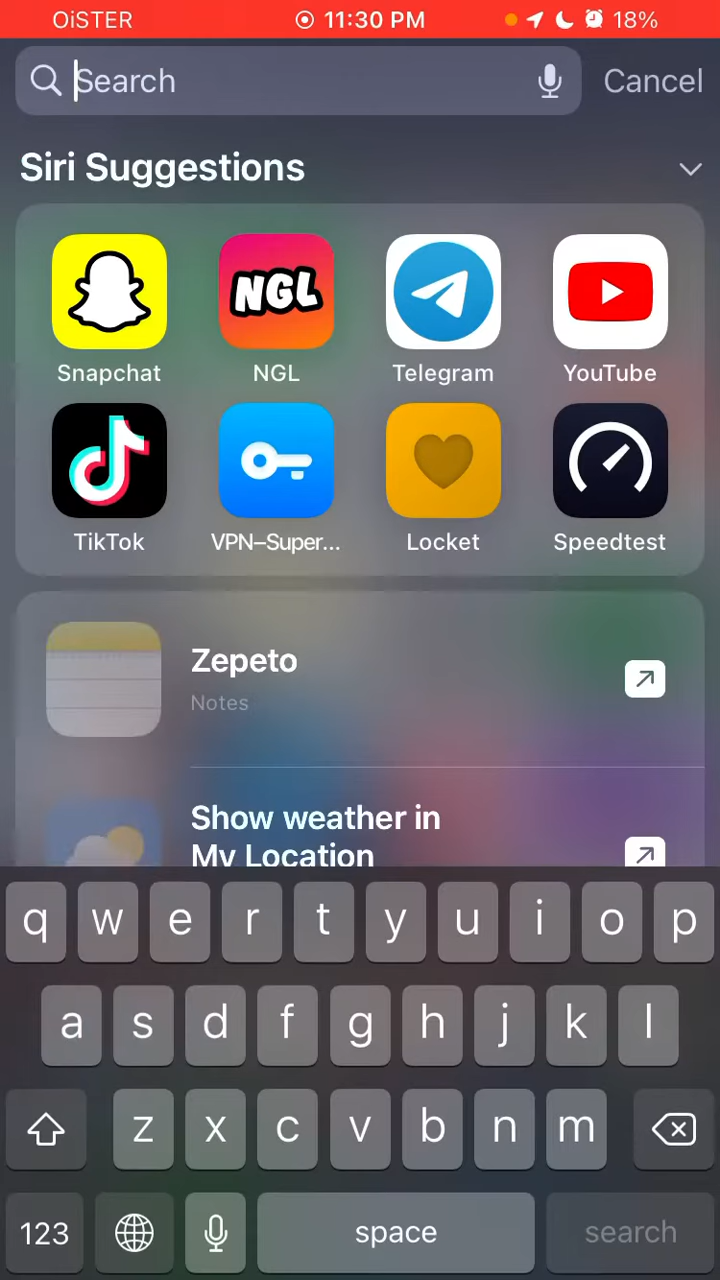 OiSTER 11:30 PM 18%
Search Cancel
Siri Suggestions
NGL
Snapchat NGL Telegram YouTube
TikTok VPN–Super... Locket Speedtest
Zepeto
Notes
Show weather in
My Location
q w e r t y u i o p
a s d f g h j k l
z x c v b n m
123 space search